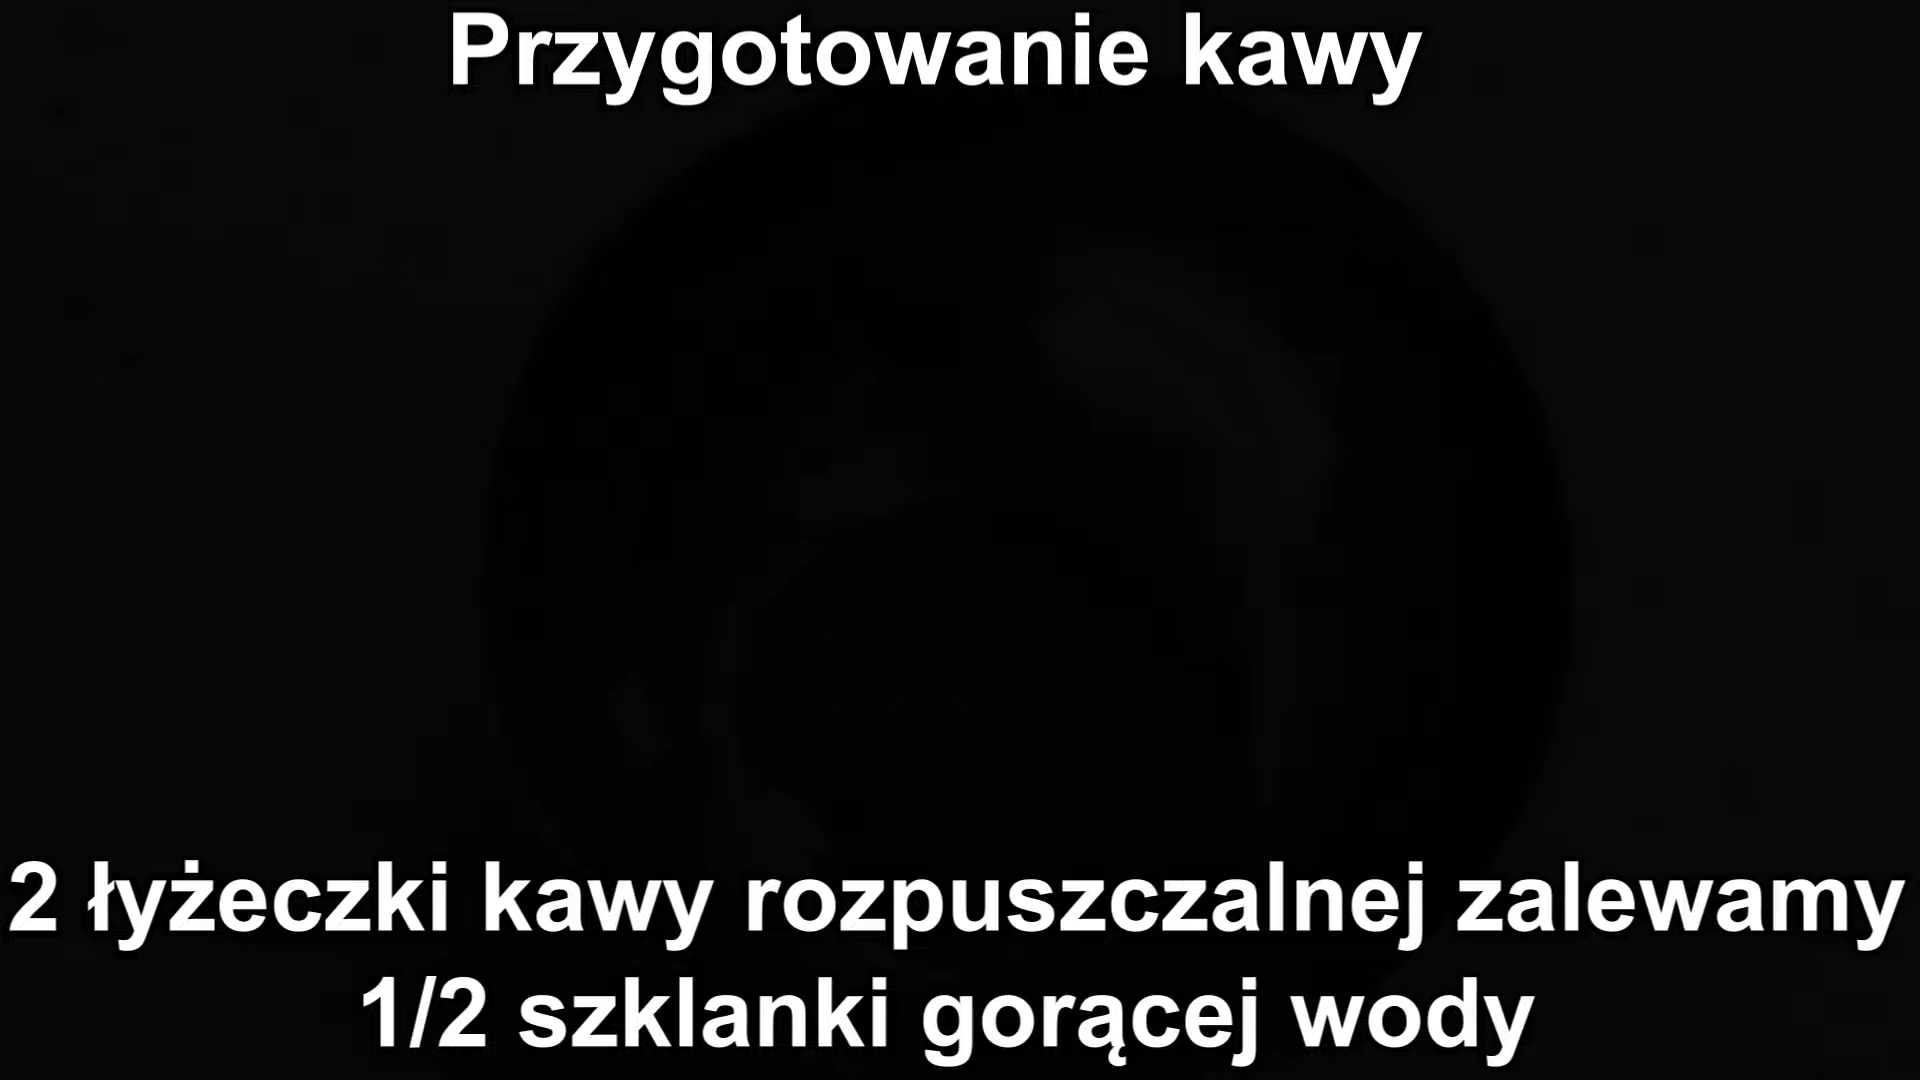 Przygotowanie kawy
2 łyżeczki kawy rozpuszczalnej zalewamy
1/2 szklanki gorącej wody